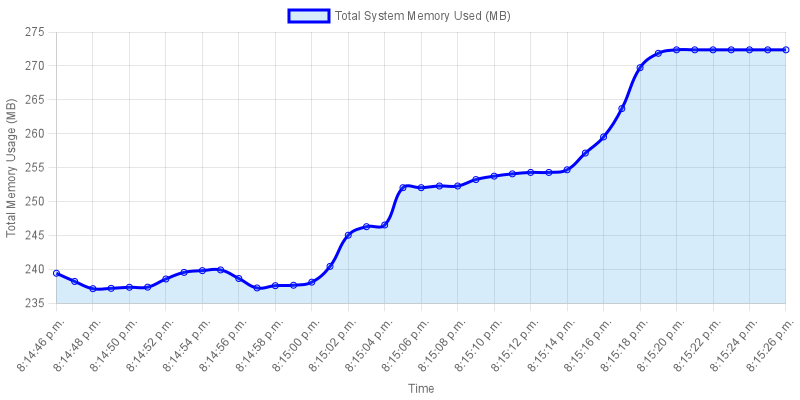 Total System Memory Used (MB)
275
270
265
260
255
250
245
240
235
Total Memory Usage (MB)
8:14:46 p.m.
8:14:48 p.m.
8:14:50 p.m.
8:14:52 p.m.
8:14:54 p.m.
8:14:56 p.m.
8:14:58 p.m.
8:15:00 p.m.
8:15:02 p.m.
8:15:04 p.m.
8:15:06 p.m.
8:15:08 p.m.
8:15:10 p.m.
8:15:12 p.m.
8:15:14 p.m.
8:15:16 p.m.
8:15:18 p.m.
8:15:20 p.m.
8:15:22 p.m.
8:15:24 p.m.
8:15:26 p.m.
Time